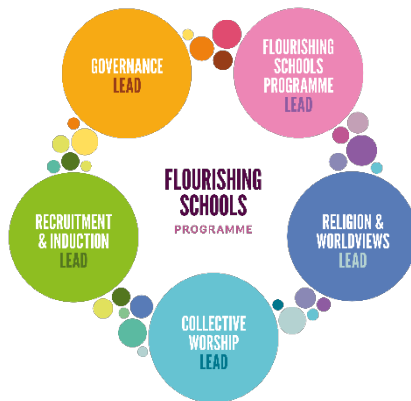 GOVERNANCE
LEAD
FLOURISHING
SCHOOLS
PROGRAMME
LEAD
FLOURISHING
SCHOOLS
PROGRAMME
RECRUITMENT
& INDUCTION
LEAD
RELIGION &
WORLDVIEWS
LEAD
COLLECTIVE
WORSHIP
LEAD